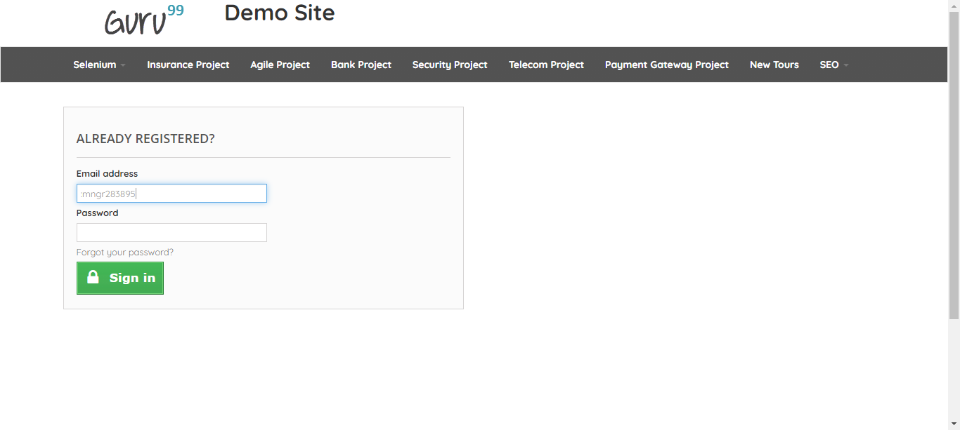 Guru99
Demo Site
Selenium Insurance Project Agile Project Bank Project Security Project Telecom Project Payment Gateway Project New Tours SEO
ALREADY REGISTERED?
Email address
:mngr283895
Password
Forgot your password?
Sign in